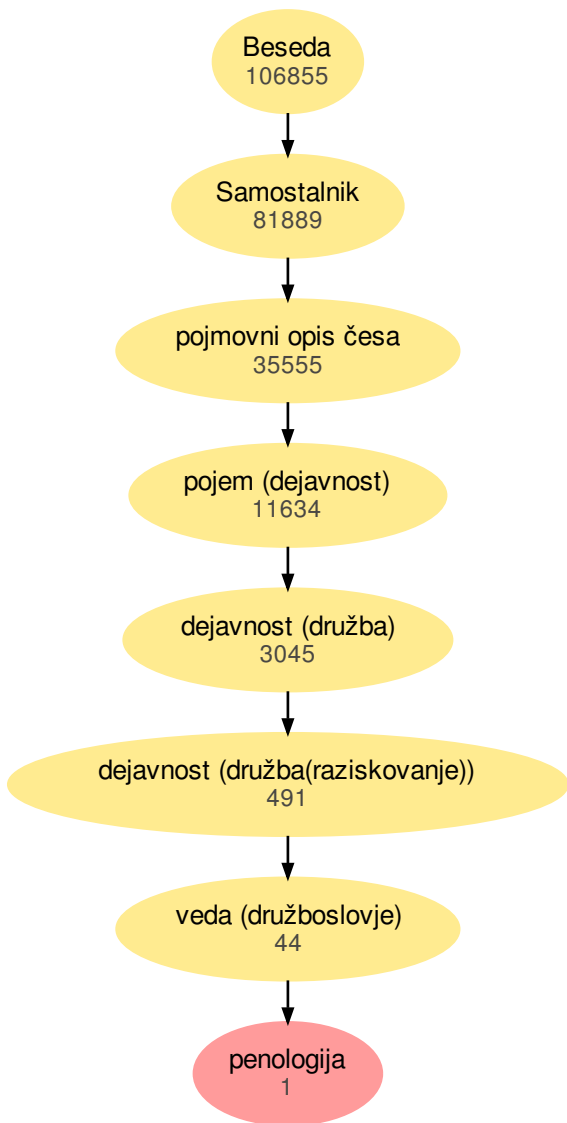 Beseda
106855
Samostalnik
81889
pojmovni opis česa
35555
pojem (dejavnost)
11634
dejavnost (družba)
3045
dejavnost (družba(raziskovanje))
491
veda (družboslovje)
44
penologija
1